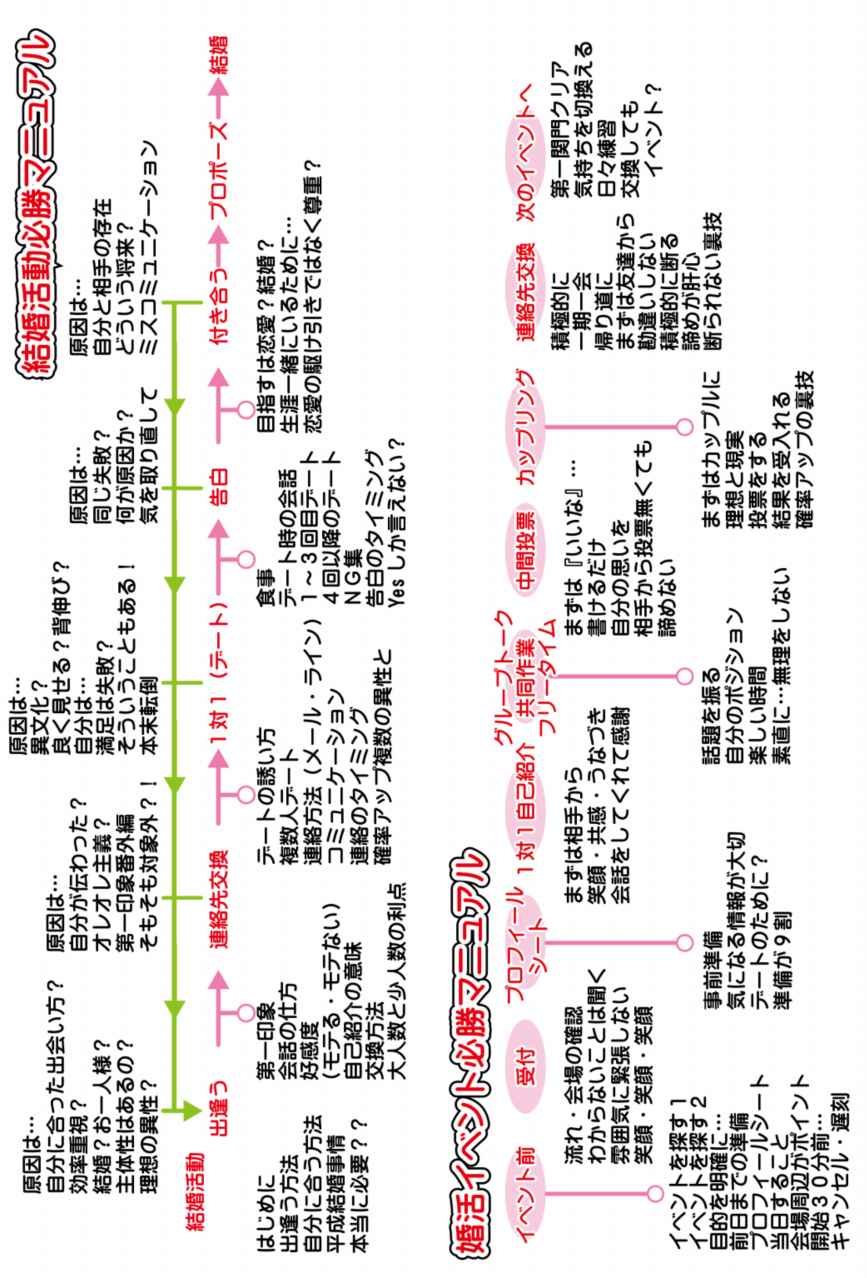 結婚活動必勝マニュアル
原因は…
自分に合った出会い方？
効率重視？
結婚？お一人様？
主体性はあるの？
理想の異性？
原因は…
自分が伝わった？
オレオレ主義？
第一印象番外編
そもそも対象外？！
原因は…
異文化？
良く見せる？背伸び？
自分は…
満足は失敗？
そういうこともある！
本末転倒
原因は…
同じ失敗？
何が原因か？
気を取り直して
原因は…
自分と相手の存在
どういう将来？
ミスコミュニケーション
結婚活動
出逢う
連絡先交換
１対１（デート）
告白
付き合う
プロポーズ
結婚
はじめに
出逢う方法
自分に合う方法
平成結婚事情
本当に必要？？
第一印象
会話の仕方
好感度
（モテる・モテない）
自己紹介の意味
交換方法
大人数と少人数の利点
デートの誘い方
複数人デート
連絡方法（メール・ライン）
コミュニケーション
連絡のタイミング
確率アップ複数の異性と
食事
デート時の会話
１～３回目デート
４回以降のデート
ＮＧ集
告白のタイミング
Yesしか言えない？
目指すは恋愛？結婚？
生涯一緒にいるために…
恋愛の駆け引きではなく尊重？
婚活イベント必勝マニュアル
イベント前
イベントを探す１
イベントを探す２
目的を明確に…
前日までの準備
プロフィールシート
当日すること
会場周辺がポイント
開始３０分前…
キャンセル・遅刻
受付
流れ・会場の確認
わからないことは聞く
雰囲気に緊張しない
笑顔・笑顔・笑顔
プロフィール
シート
事前準備
気になる情報が大切
デートのために？
準備が９割
１対１自己紹介
まずは相手から
笑顔・共感・うなづき
会話をしてくれて感謝
グループトーク
共同作業
フリータイム
話題を振る
自分のポジション
楽しい時間
素直に…無理をしない
中間投票
まずは『いいな』…
書けるだけ
自分の思いを
相手から投票無くても
諦めない
カップリング
まずはカップルに
理想と現実
投票をする
結果を受入れる
確率アップの裏技
連絡先交換
積極的に
一期一会
帰り道に
まずは友達から
勘違いしない
積極的に断る
諦めが肝心
断られない裏技
次のイベントへ
第一関門クリア
気持ちを切換える
日々練習
交換しても
イベント？